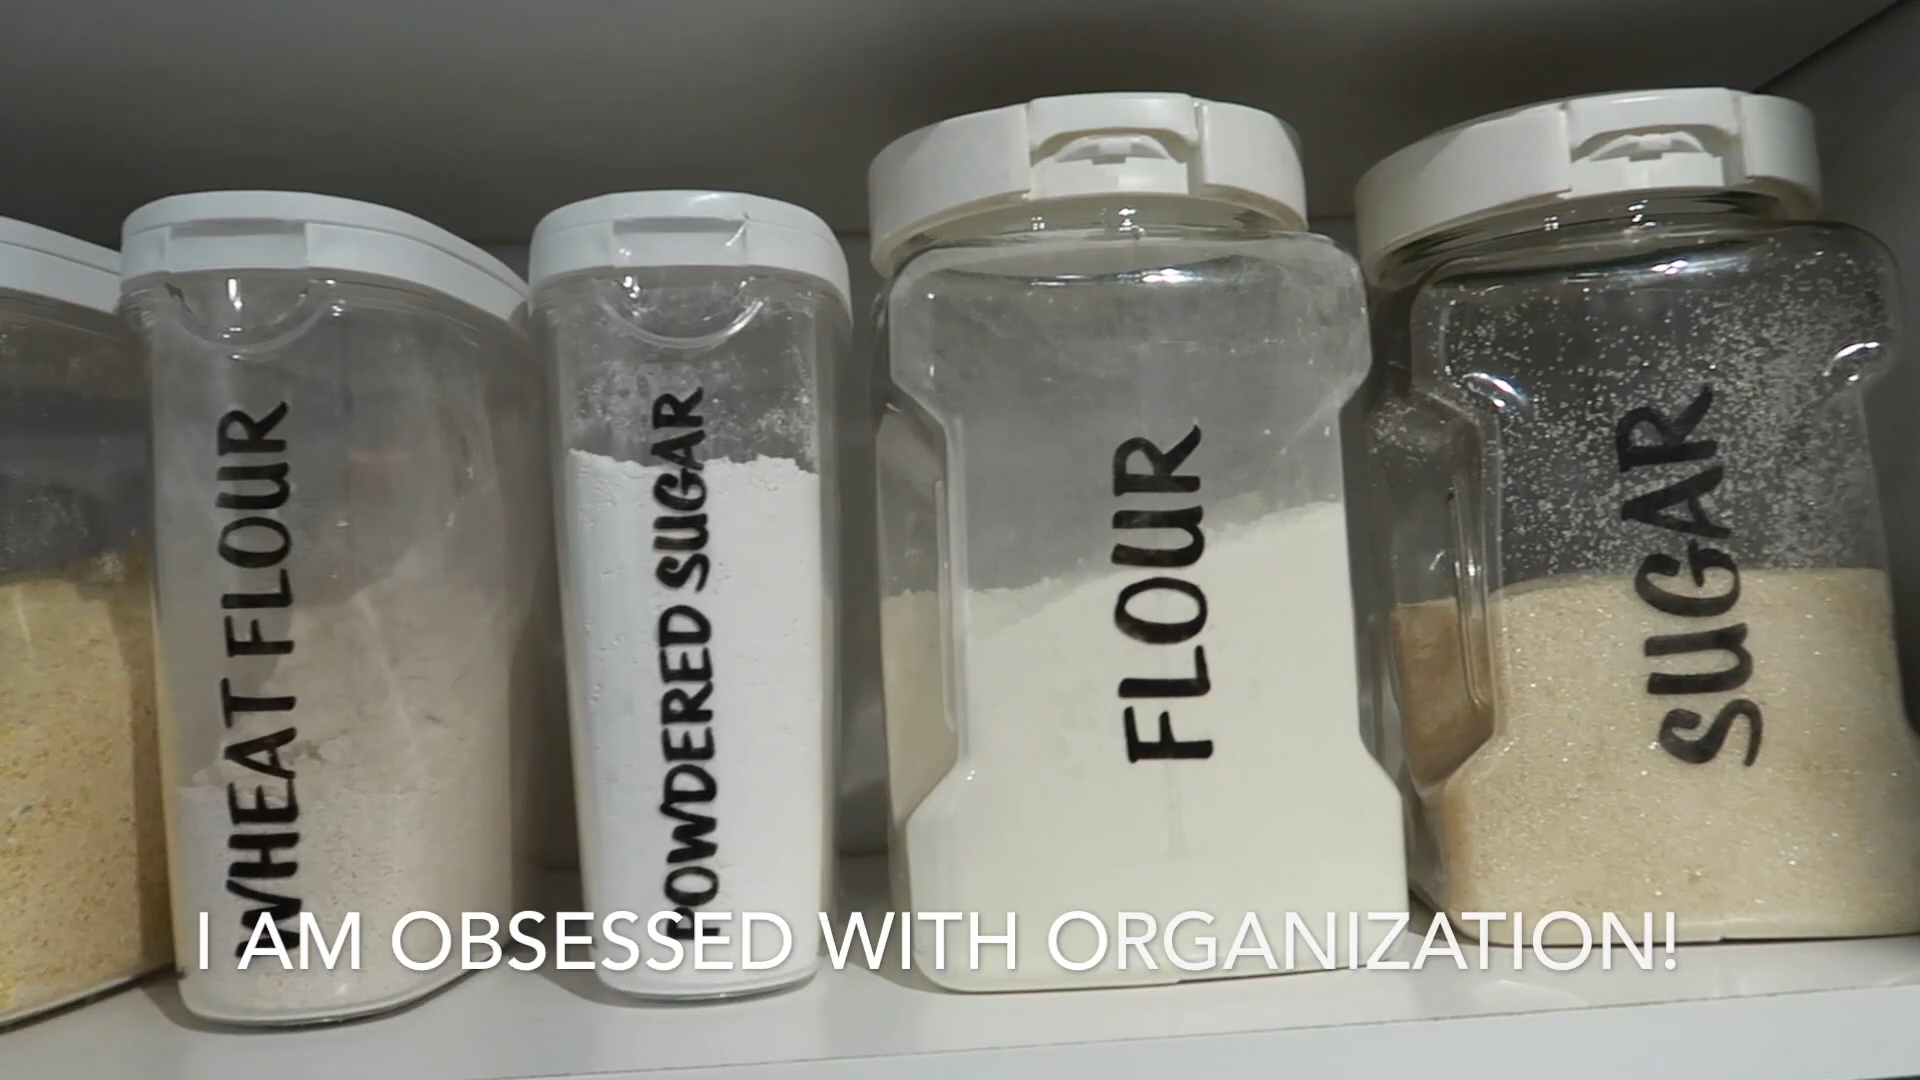 WHEAT FLOUR
POWDERED SUGAR
FLOUR
SUGAR
I AM OBSESSED WITH ORGANIZATION!